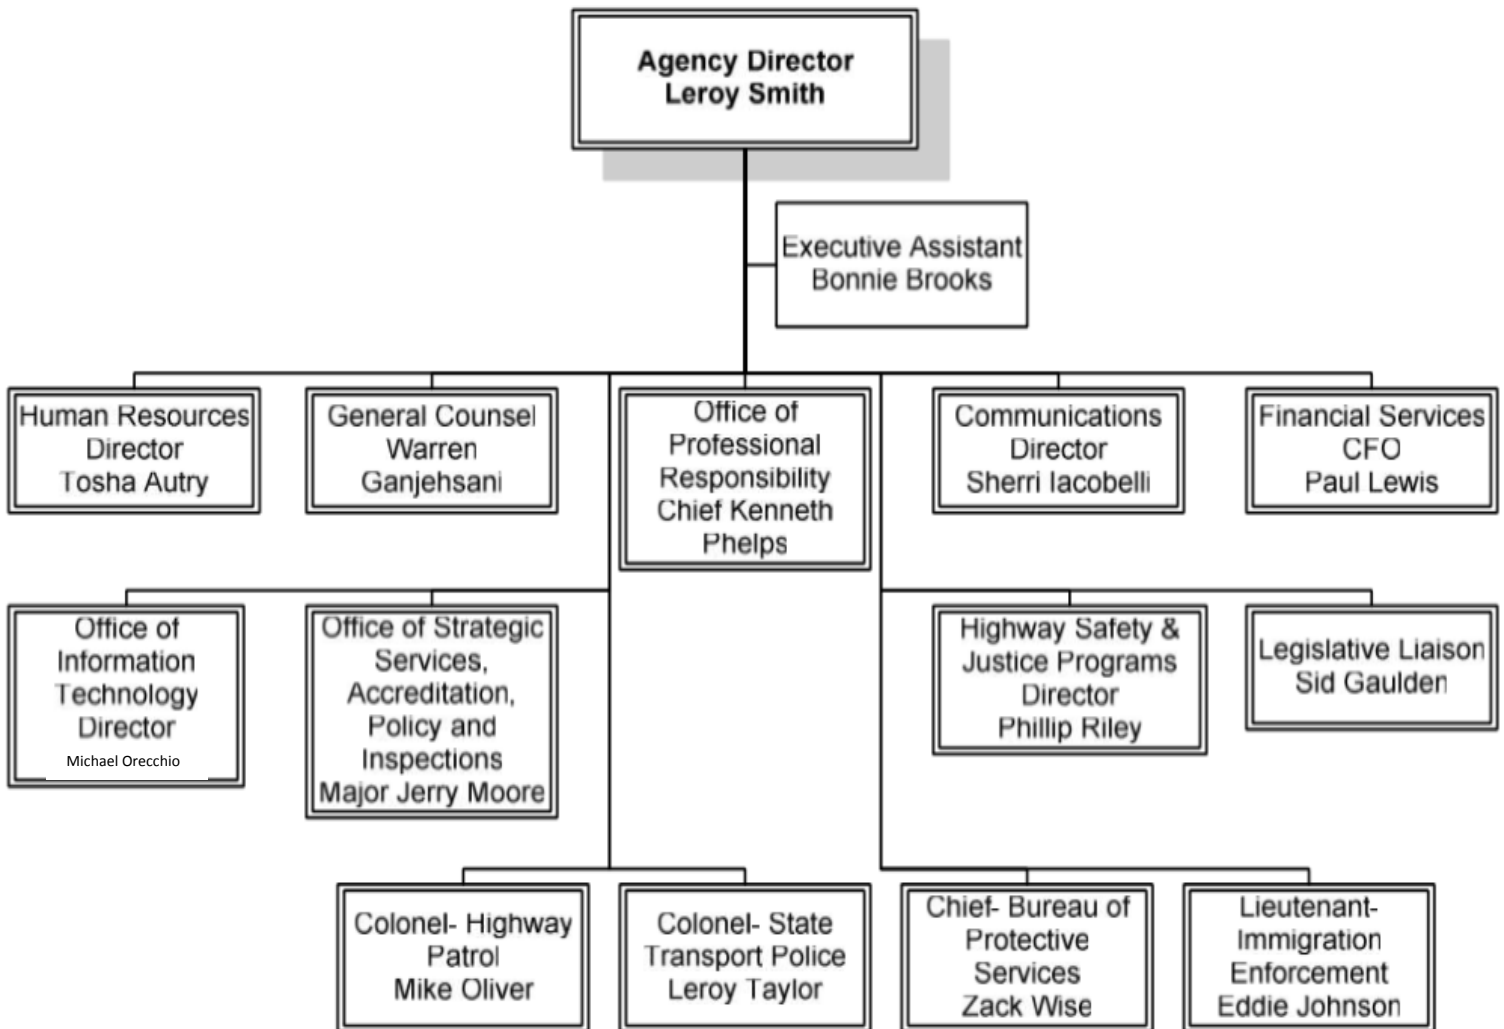 Agency Director
Leroy Smith
Executive Assistant
Bonnie Brooks
Human Resources
Director
Tosha Autry
General Counsel
Warren
Ganjehsani
Office of
Professional
Responsibility
Chief Kenneth
Phelps
Communications
Director
Sherri Iacobelli
Financial Services
CFO
Paul Lewis
Office of
Information
Technology
Director
Michael Orecchio
Office of Strategic
Services,
Accreditation,
Policy and
Inspections
Major Jerry Moore
Highway Safety &
Justice Programs
Director
Phillip Riley
Legislative Liaison
Sid Gaulden
Colonel- Highway
Patrol
Mike Oliver
Colonel- State
Transport Police
Leroy Taylor
Chief- Bureau of
Protective
Services
Zack Wise
Lieutenant-
Immigration
Enforcement
Eddie Johnson